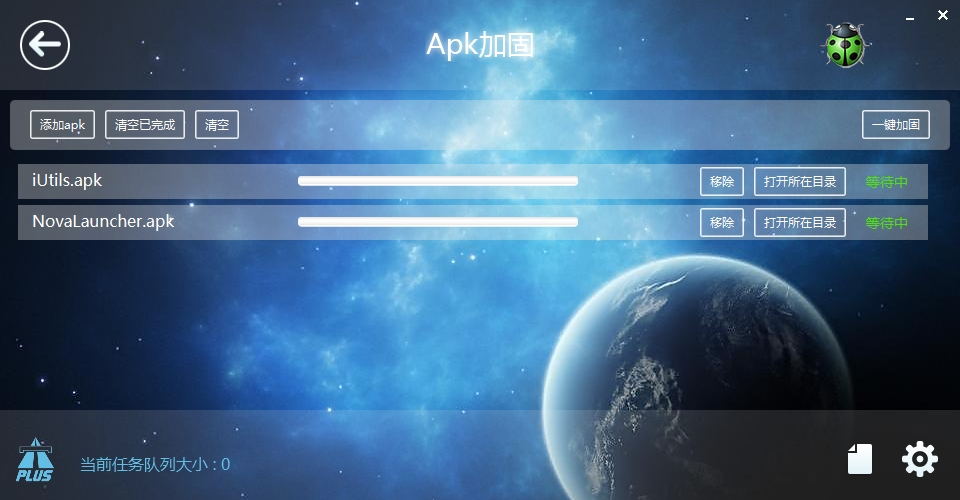 Apk加固
添加apk 清空已完成 清空 一键加固
iUtils.apk 移除 打开所在目录 等待中
NovaLauncher.apk 移除 打开所在目录 等待中
PLUS 当前任务队列大小 : 0